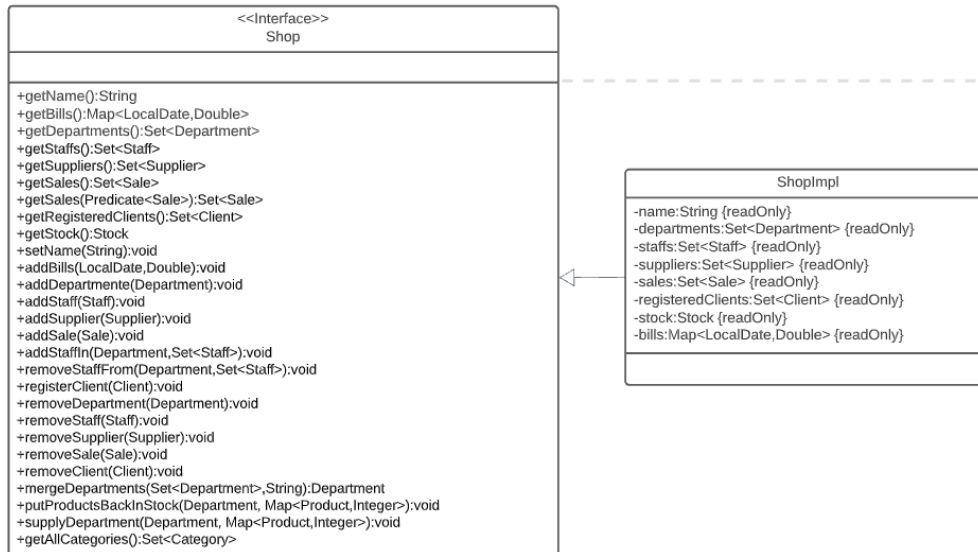 <<Interface>>
Shop
+getName():String
+getBills():Map<LocalDate,Double>
+getDepartments():Set<Department>
+getStaffs():Set<Staff>
+getSuppliers():Set<Supplier>
+getSales():Set<Sale>
+getSales(Predicate<Sale>):Set<Sale>
+getRegisteredClients():Set<Client>
+getStock():Stock
+setName(String):void
+addBills(LocalDate,Double):void
+addDepartmente(Department):void
+addStaff(Staff):void
+addSupplier(Supplier):void
+addSale(Sale):void
+addStaffIn(Department,Set<Staff>):void
+removeStaffFrom(Department,Set<Staff>):void
+registerClient(Client):void
+removeDepartment(Department):void
+removeStaff(Staff):void
+removeSupplier(Supplier):void
+removeSale(Sale):void
+removeClient(Client):void
+mergeDepartments(Set<Department>,String):Department
+putProductsBackInStock(Department, Map<Product,Integer>):void
+supplyDepartment(Department, Map<Product,Integer>):void
+getAllCategories():Set<Category>
ShopImpl
-name:String {readOnly}
-departments:Set<Department> {readOnly}
-staffs:Set<Staff> {readOnly}
-suppliers:Set<Supplier> {readOnly}
-sales:Set<Sale> {readOnly}
-registeredClients:Set<Client> {readOnly}
-stock:Stock {readOnly}
-bills:Map<LocalDate,Double> {readOnly}